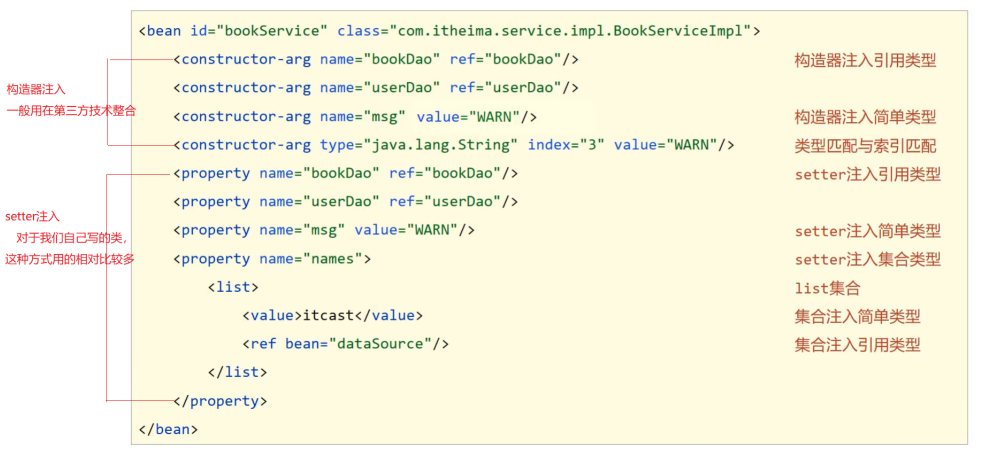 <bean id="bookService" class="com.itheima.service.impl.BookServiceImpl">
<constructor-arg name="bookDao" ref="bookDao"/> 构造器注入引用类型
构造器注入
<constructor-arg name="userDao" ref="userDao"/>
一般用在第三方技术整合
<constructor-arg name="msg" value="WARN"/> 构造器注入简单类型
<constructor-arg type="java.lang.String" index="3" value="WARN"/> 类型匹配与索引匹配
<property name="bookDao" ref="bookDao"/> setter注入引用类型
<property name="userDao" ref="userDao"/>
setter注入
<property name="msg" value="WARN"/> setter注入简单类型
对于我们自己写的类，
这种方式用的相对比较多
<property name="names"> setter注入集合类型
<list> list集合
<value>itcast</value> 集合注入简单类型
<ref bean="dataSource"/> 集合注入引用类型
</list>
</property>
</bean>